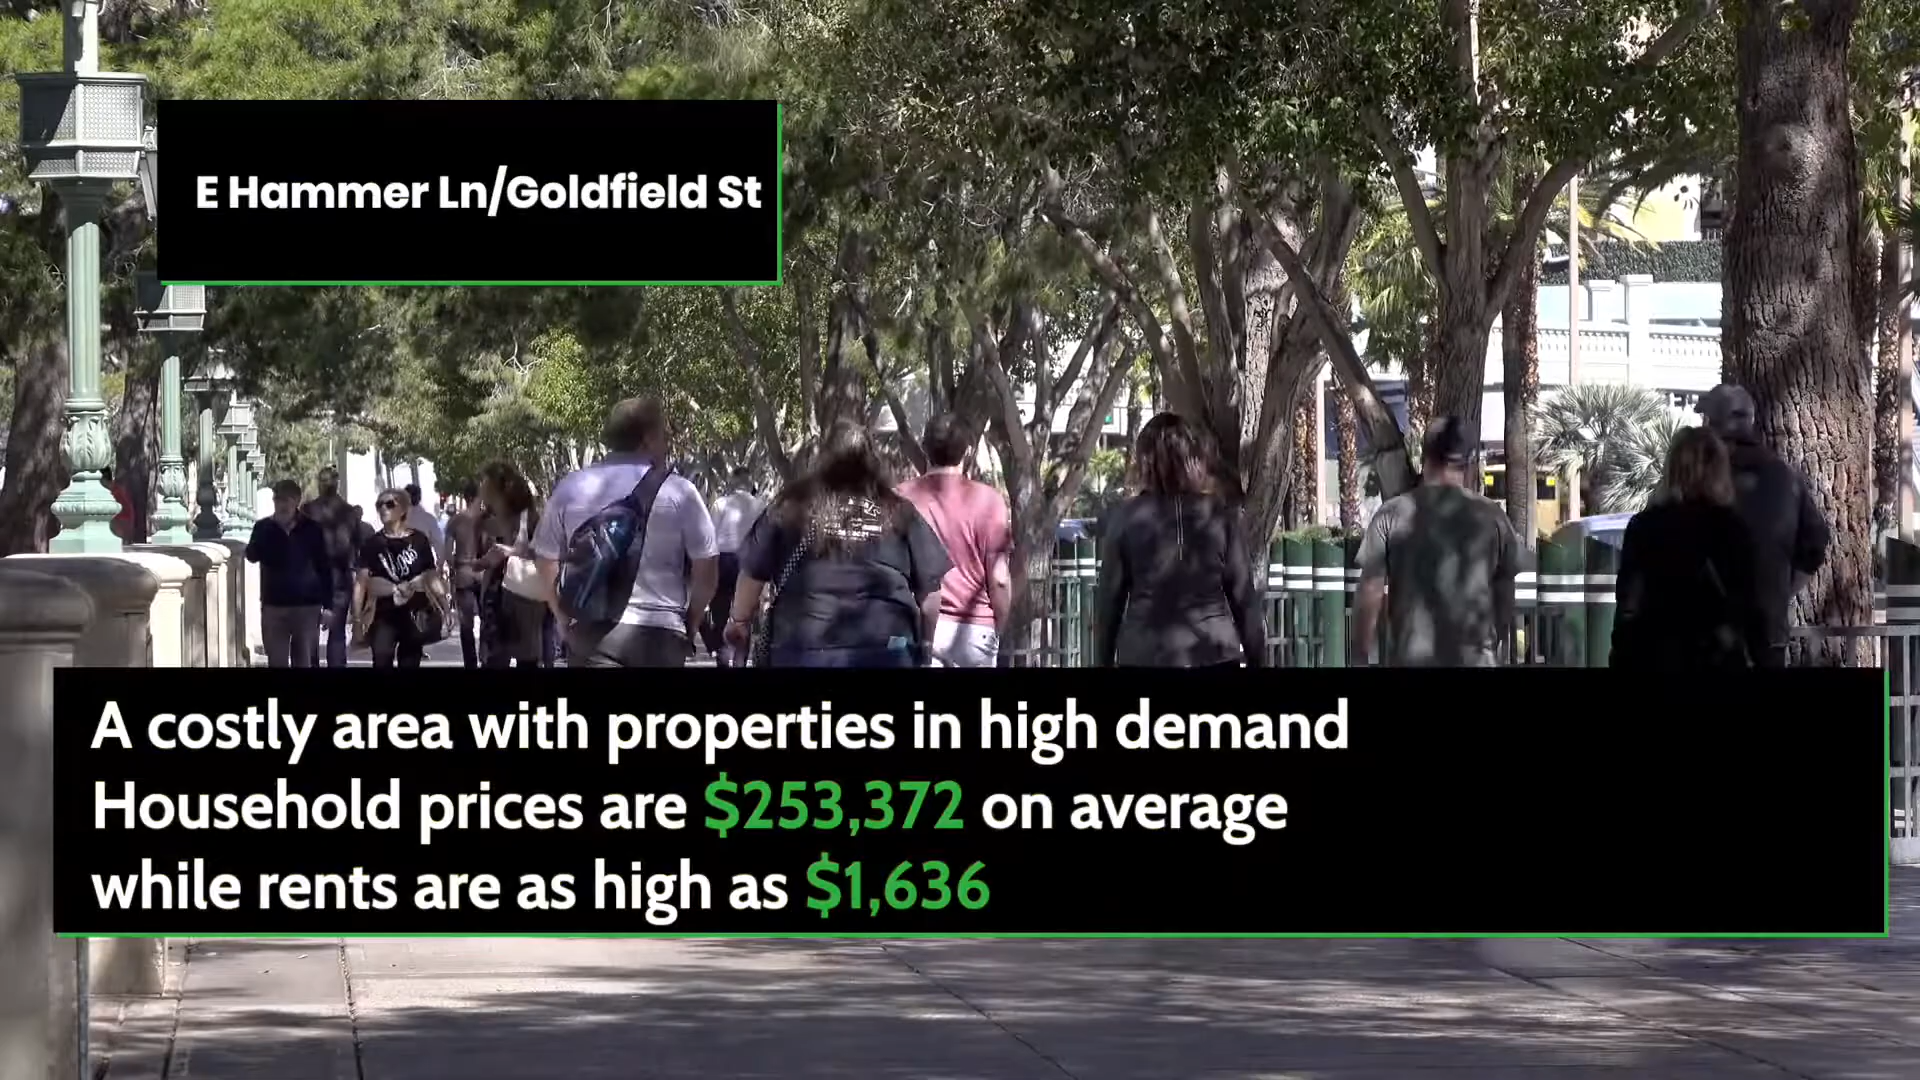 E Hammer Ln/Goldfield St
A costly area with properties in high demand
Household prices are $253,372 on average
while rents are as high as $1,636